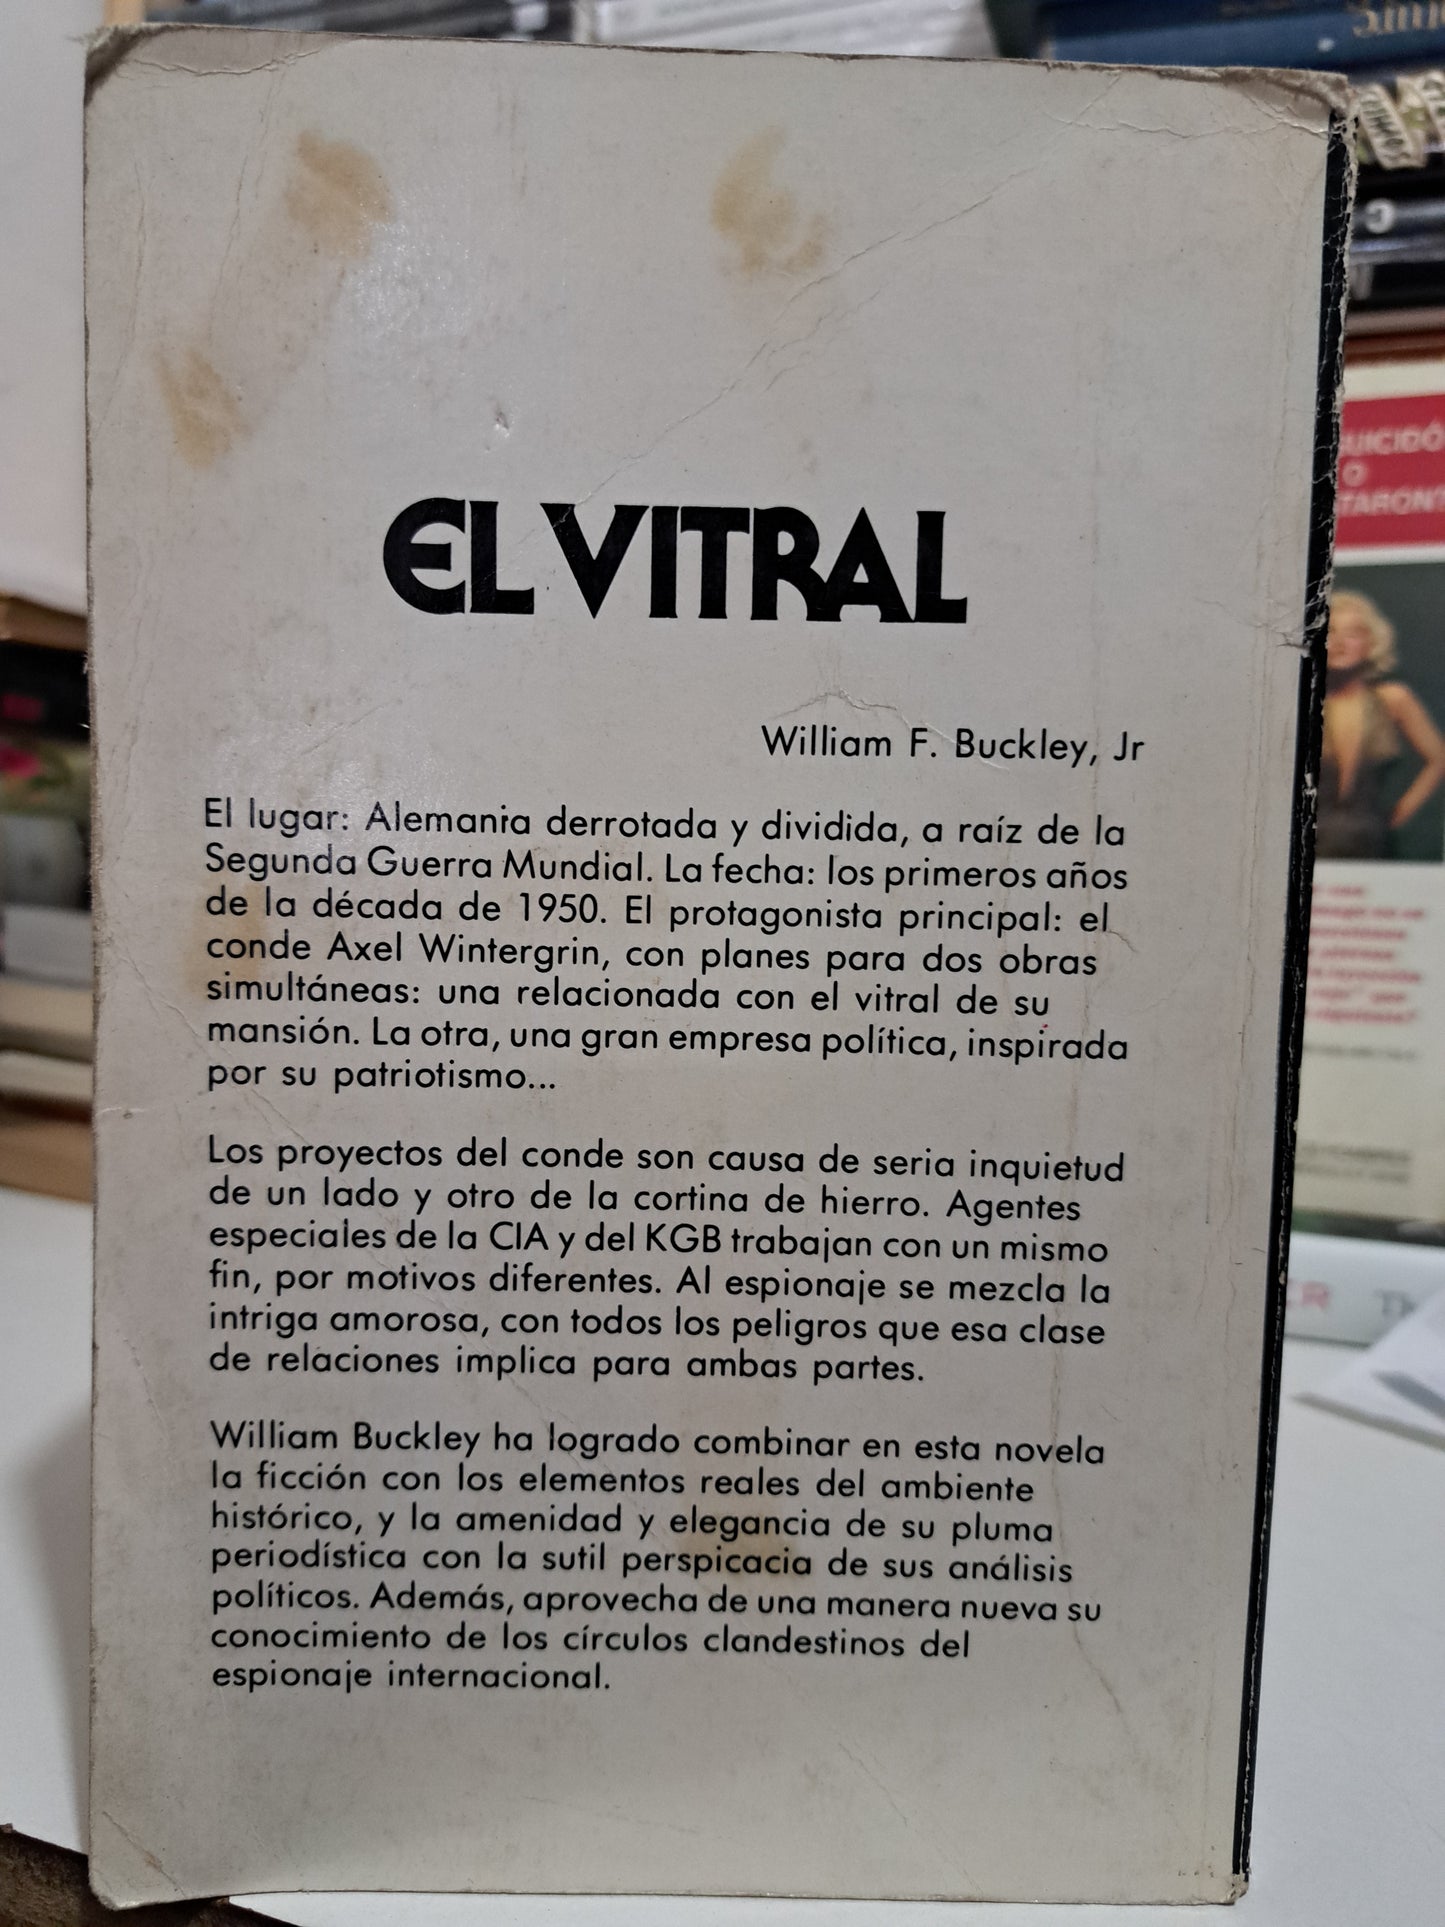 EL VITRAL
William F. Buckley, Jr
El lugar: Alemania derrotada y dividida, a raíz de la
Segunda Guerra Mundial. La fecha: los primeros años
de la década de 1950. El protagonista principal: el
conde Axel Wintergrin, con planes para dos obras
simultáneas: una relacionada con el vitral de su
mansión. La otra, una gran empresa política, inspirada
por su patriotismo...
Los proyectos del conde son causa de seria inquietud
de un lado y otro de la cortina de hierro. Agentes
especiales de la CIA y del KGB trabajan con un mismo
fin, por motivos diferentes. Al espionaje se mezcla la
intriga amorosa, con todos los peligros que esa clase
de relaciones implica para ambas partes.
William Buckley ha logrado combinar en esta novela
la ficción con los elementos reales del ambiente
histórico, y la amenidad y elegancia de su pluma
periodística con la sutil perspicacia de sus análisis
políticos. Además, aprovecha de una manera nueva su
conocimiento de los círculos clandestinos del
espionaje internacional.
UICIDÓ
O
TARON